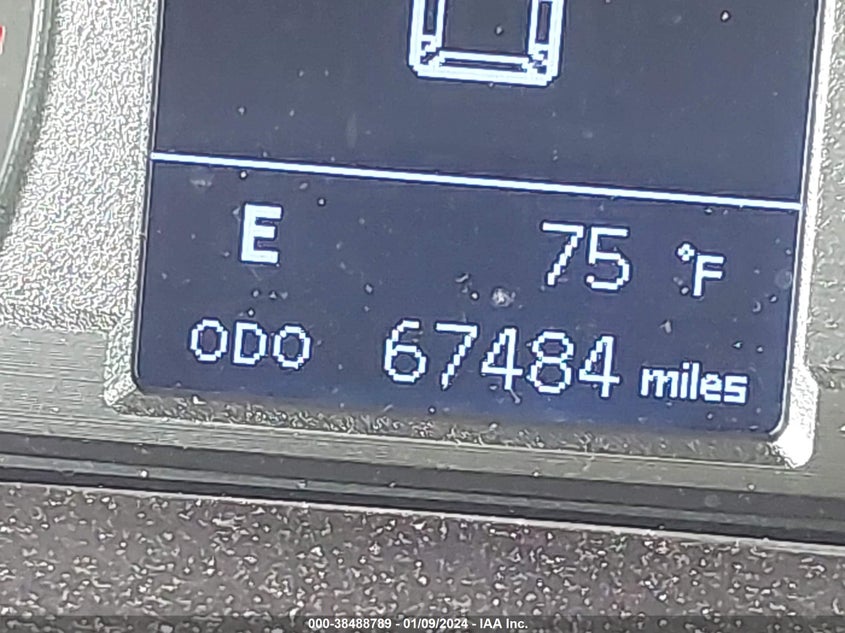 E 75 °F
ODO 67484 miles
000-38488789 - 01/09/2024 - IAA Inc.